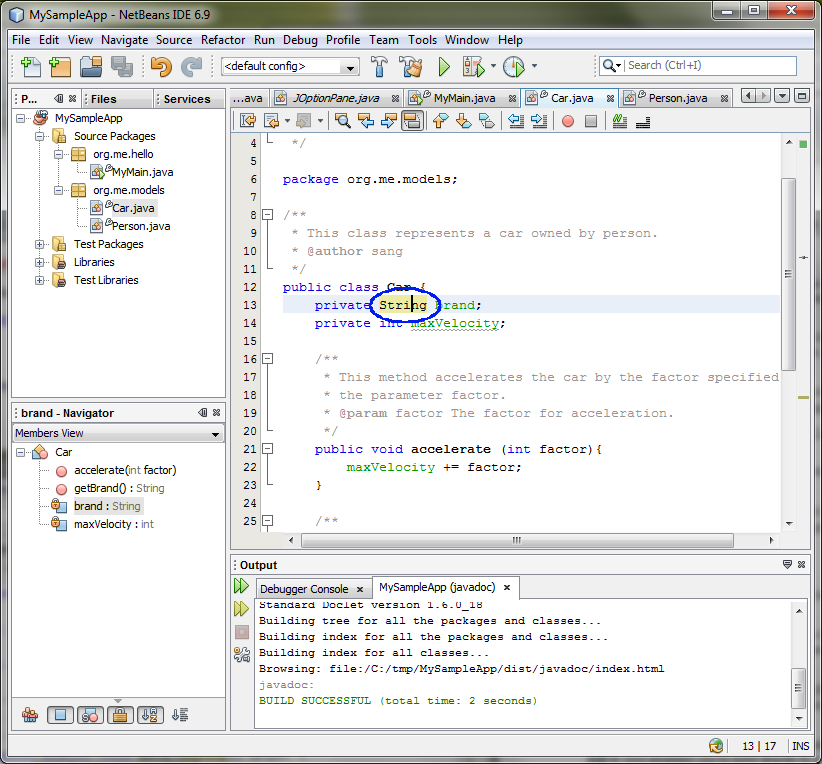 MySampleApp - NetBeans IDE 6.9
File Edit View Navigate Source Refactor Run Debug Profile Team Tools Window Help
<default config>
Search (Ctrl+I)
P... Files Services
MySampleApp
Source Packages
org.me.hello
MyMain.java
org.me.models
Car.java
Person.java
Test Packages
Libraries
Test Libraries
brand - Navigator
Members View
Car
accelerate(int factor)
getBrand() : String
brand : String
maxVelocity : int
...ava JOptionPane.java MyMain.java Car.java Person.java
4 */
5
6 package org.me.models;
7
8 /**
9 * This class represents a car owned by person.
10 * @author sang
11 */
12 public class Car {
13 private String brand;
14 private int maxVelocity;
15
16 /**
17 * This method accelerates the car by the factor specified
18 * the parameter factor.
19 * @param factor The factor for acceleration.
20 */
21 public void accelerate (int factor){
22 maxVelocity += factor;
23 }
24
25 /**
Output
Debugger Console MySampleApp (javadoc)
Standard Doclet version 1.6.0_18
Building tree for all the packages and classes...
Building index for all the packages and classes...
Building index for all classes...
Browsing: file:/C:/tmp/MySampleApp/dist/javadoc/index.html
javadoc:
BUILD SUCCESSFUL (total time: 2 seconds)
13 | 17 INS